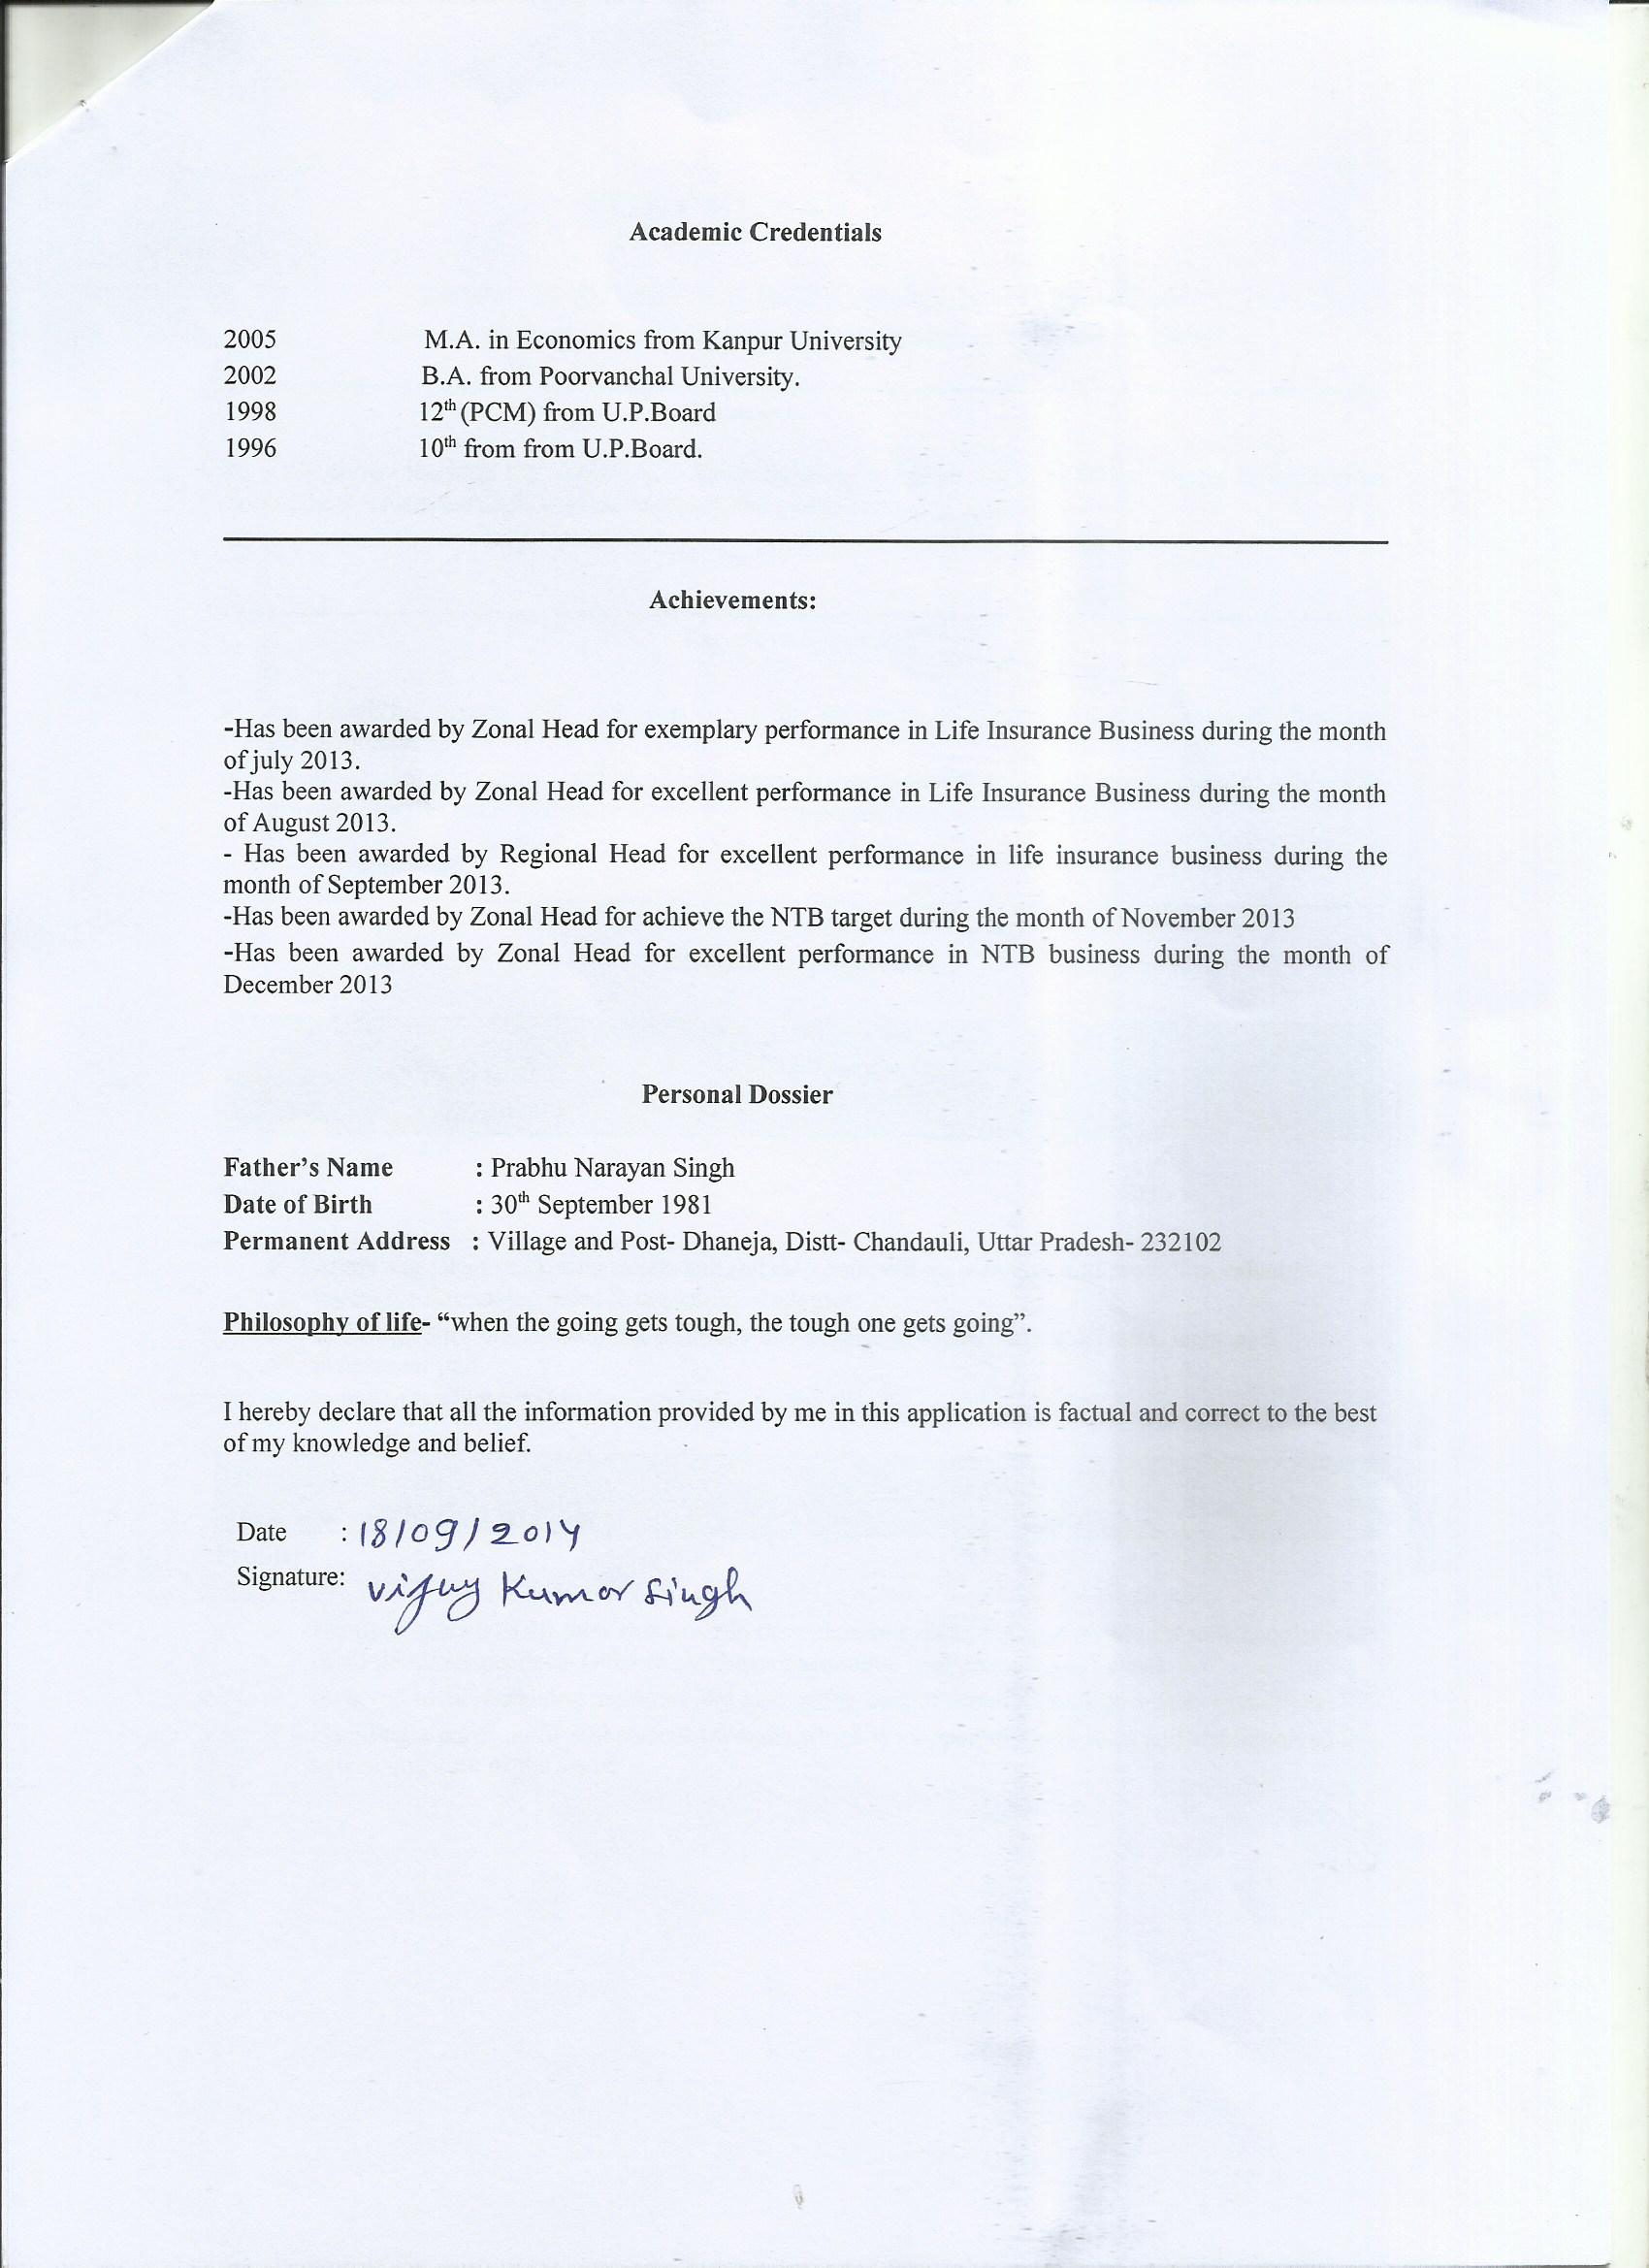 Academic Credentials
2005 M.A. in Economics from Kanpur University
2002 B.A. from Poorvanchal University.
1998 12th (PCM) from U.P.Board
1996 10th from from U.P.Board.
Achievements:
-Has been awarded by Zonal Head for exemplary performance in Life Insurance Business during the month
of july 2013.
-Has been awarded by Zonal Head for excellent performance in Life Insurance Business during the month
of August 2013.
- Has been awarded by Regional Head for excellent performance in life insurance business during the
month of September 2013.
-Has been awarded by Zonal Head for achieve the NTB target during the month of November 2013
-Has been awarded by Zonal Head for excellent performance in NTB business during the month of
December 2013
Personal Dossier
Father’s Name : Prabhu Narayan Singh
Date of Birth : 30th September 1981
Permanent Address : Village and Post- Dhaneja, Distt- Chandauli, Uttar Pradesh- 232102
Philosophy of life- “when the going gets tough, the tough one gets going”.
I hereby declare that all the information provided by me in this application is factual and correct to the best
of my knowledge and belief.
Date : 18/09/2014
Signature: Vijay Kumar Singh